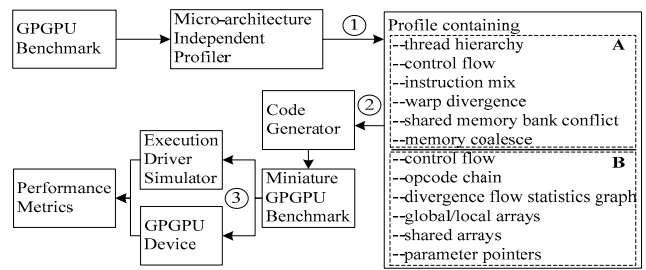 GPGPU
Benchmark
Micro-architecture
Independent
Profiler
1
Profile containing
--thread hierarchy
A
--control flow
--instruction mix
--warp divergence
--shared memory bank conflict
--memory coalesce
--control flow
B
--opcode chain
--divergence flow statistics graph
--global/local arrays
--shared arrays
--parameter pointers
2
Code
Generator
Execution
Driver
Simulator
Miniature
GPGPU
Benchmark
3
GPGPU
Device
Performance
Metrics